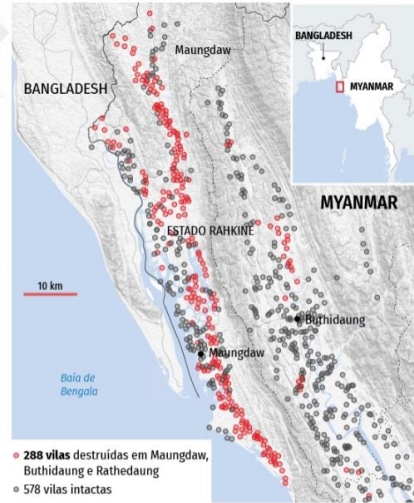 Maungdaw
BANGLADESH
BANGLADESH
MYANMAR
MYANMAR
ESTADO RAHKINE
10 km
Buthidaung
Maungdaw
Baía de
Bengala
288 vilas destruídas em Maungdaw,
Buthidaung e Rathedaung
578 vilas intactas